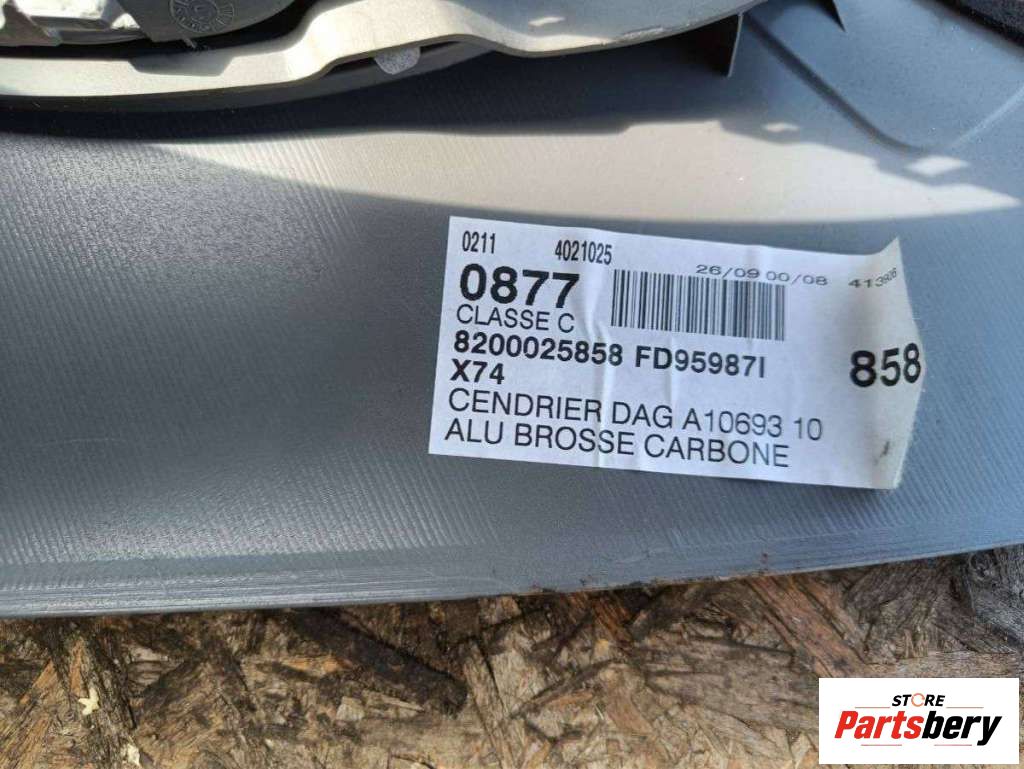 0211 4021025
26/09 00/08
0877
CLASSE C
8200025858 FD95987I
858
X74
CENDRIER DAG A10693 10
ALU BROSSE CARBONE
STORE
Partsbery